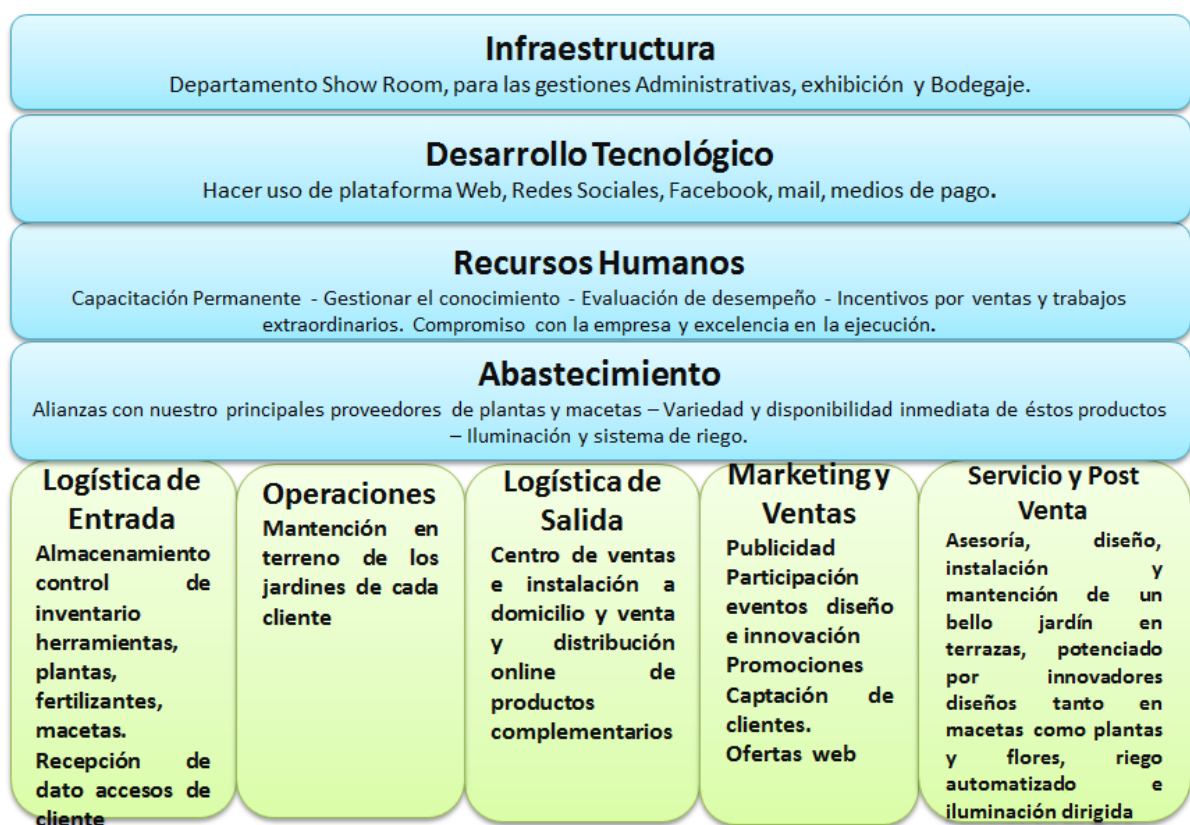 Infraestructura
Departamento Show Room, para las gestiones Administrativas, exhibición y Bodegaje.
Desarrollo Tecnológico
Hacer uso de plataforma Web, Redes Sociales, Facebook, mail, medios de pago.
Recursos Humanos
Capacitación Permanente - Gestionar el conocimiento - Evaluación de desempeño - Incentivos por ventas y trabajos
extraordinarios. Compromiso con la empresa y excelencia en la ejecución.
Abastecimiento
Alianzas con nuestro principales proveedores de plantas y macetas – Variedad y disponibilidad inmediata de éstos productos
– Iluminación y sistema de riego.
Logística de
Entrada
Almacenamiento
control de
inventario
herramientas,
plantas,
fertilizantes,
macetas.
Recepción de
dato accesos de
cliente
Operaciones
Mantención en
terreno de los
jardines de cada
cliente
Logística de
Salida
Centro de ventas
e instalación a
domicilio y venta
y distribución
online de
productos
complementarios
Marketing y
Ventas
Publicidad
Participación
eventos diseño
e innovación
Promociones
Captación de
clientes.
Ofertas web
Servicio y Post
Venta
Asesoría, diseño,
instalación y
mantención de un
bello jardín en
terrazas, potenciado
por innovadores
diseños tanto en
macetas como plantas
y flores, riego
automatizado e
iluminación dirigida